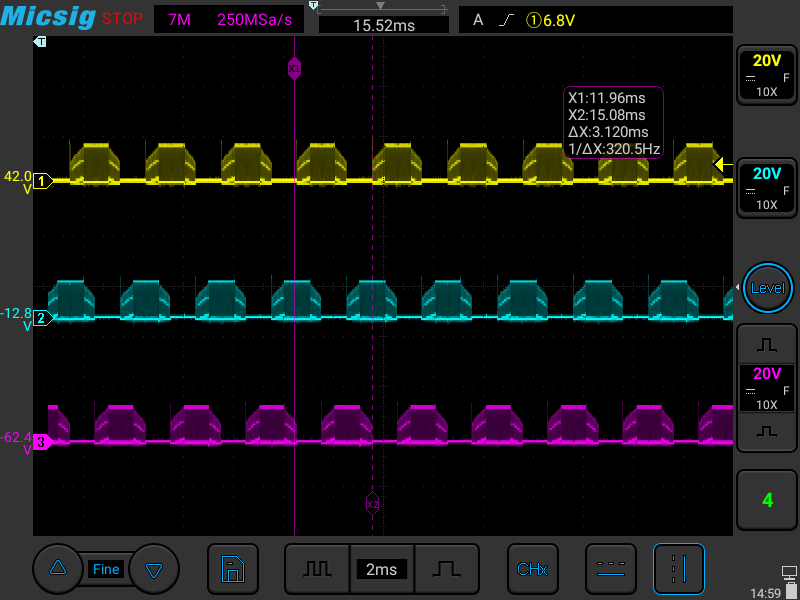 Micsig STOP 7M 250MSa/s T 15.52ms A ①6.8V
T
X1
X1:11.96ms
X2:15.08ms
ΔX:3.120ms
1/ΔX:320.5Hz
20V
F
10X
42.0
V
1
20V
F
10X
Level
-12.8
V
2
20V
F
10X
-62.4
V
3
X2
4
Fine
2ms
CHx
14:59